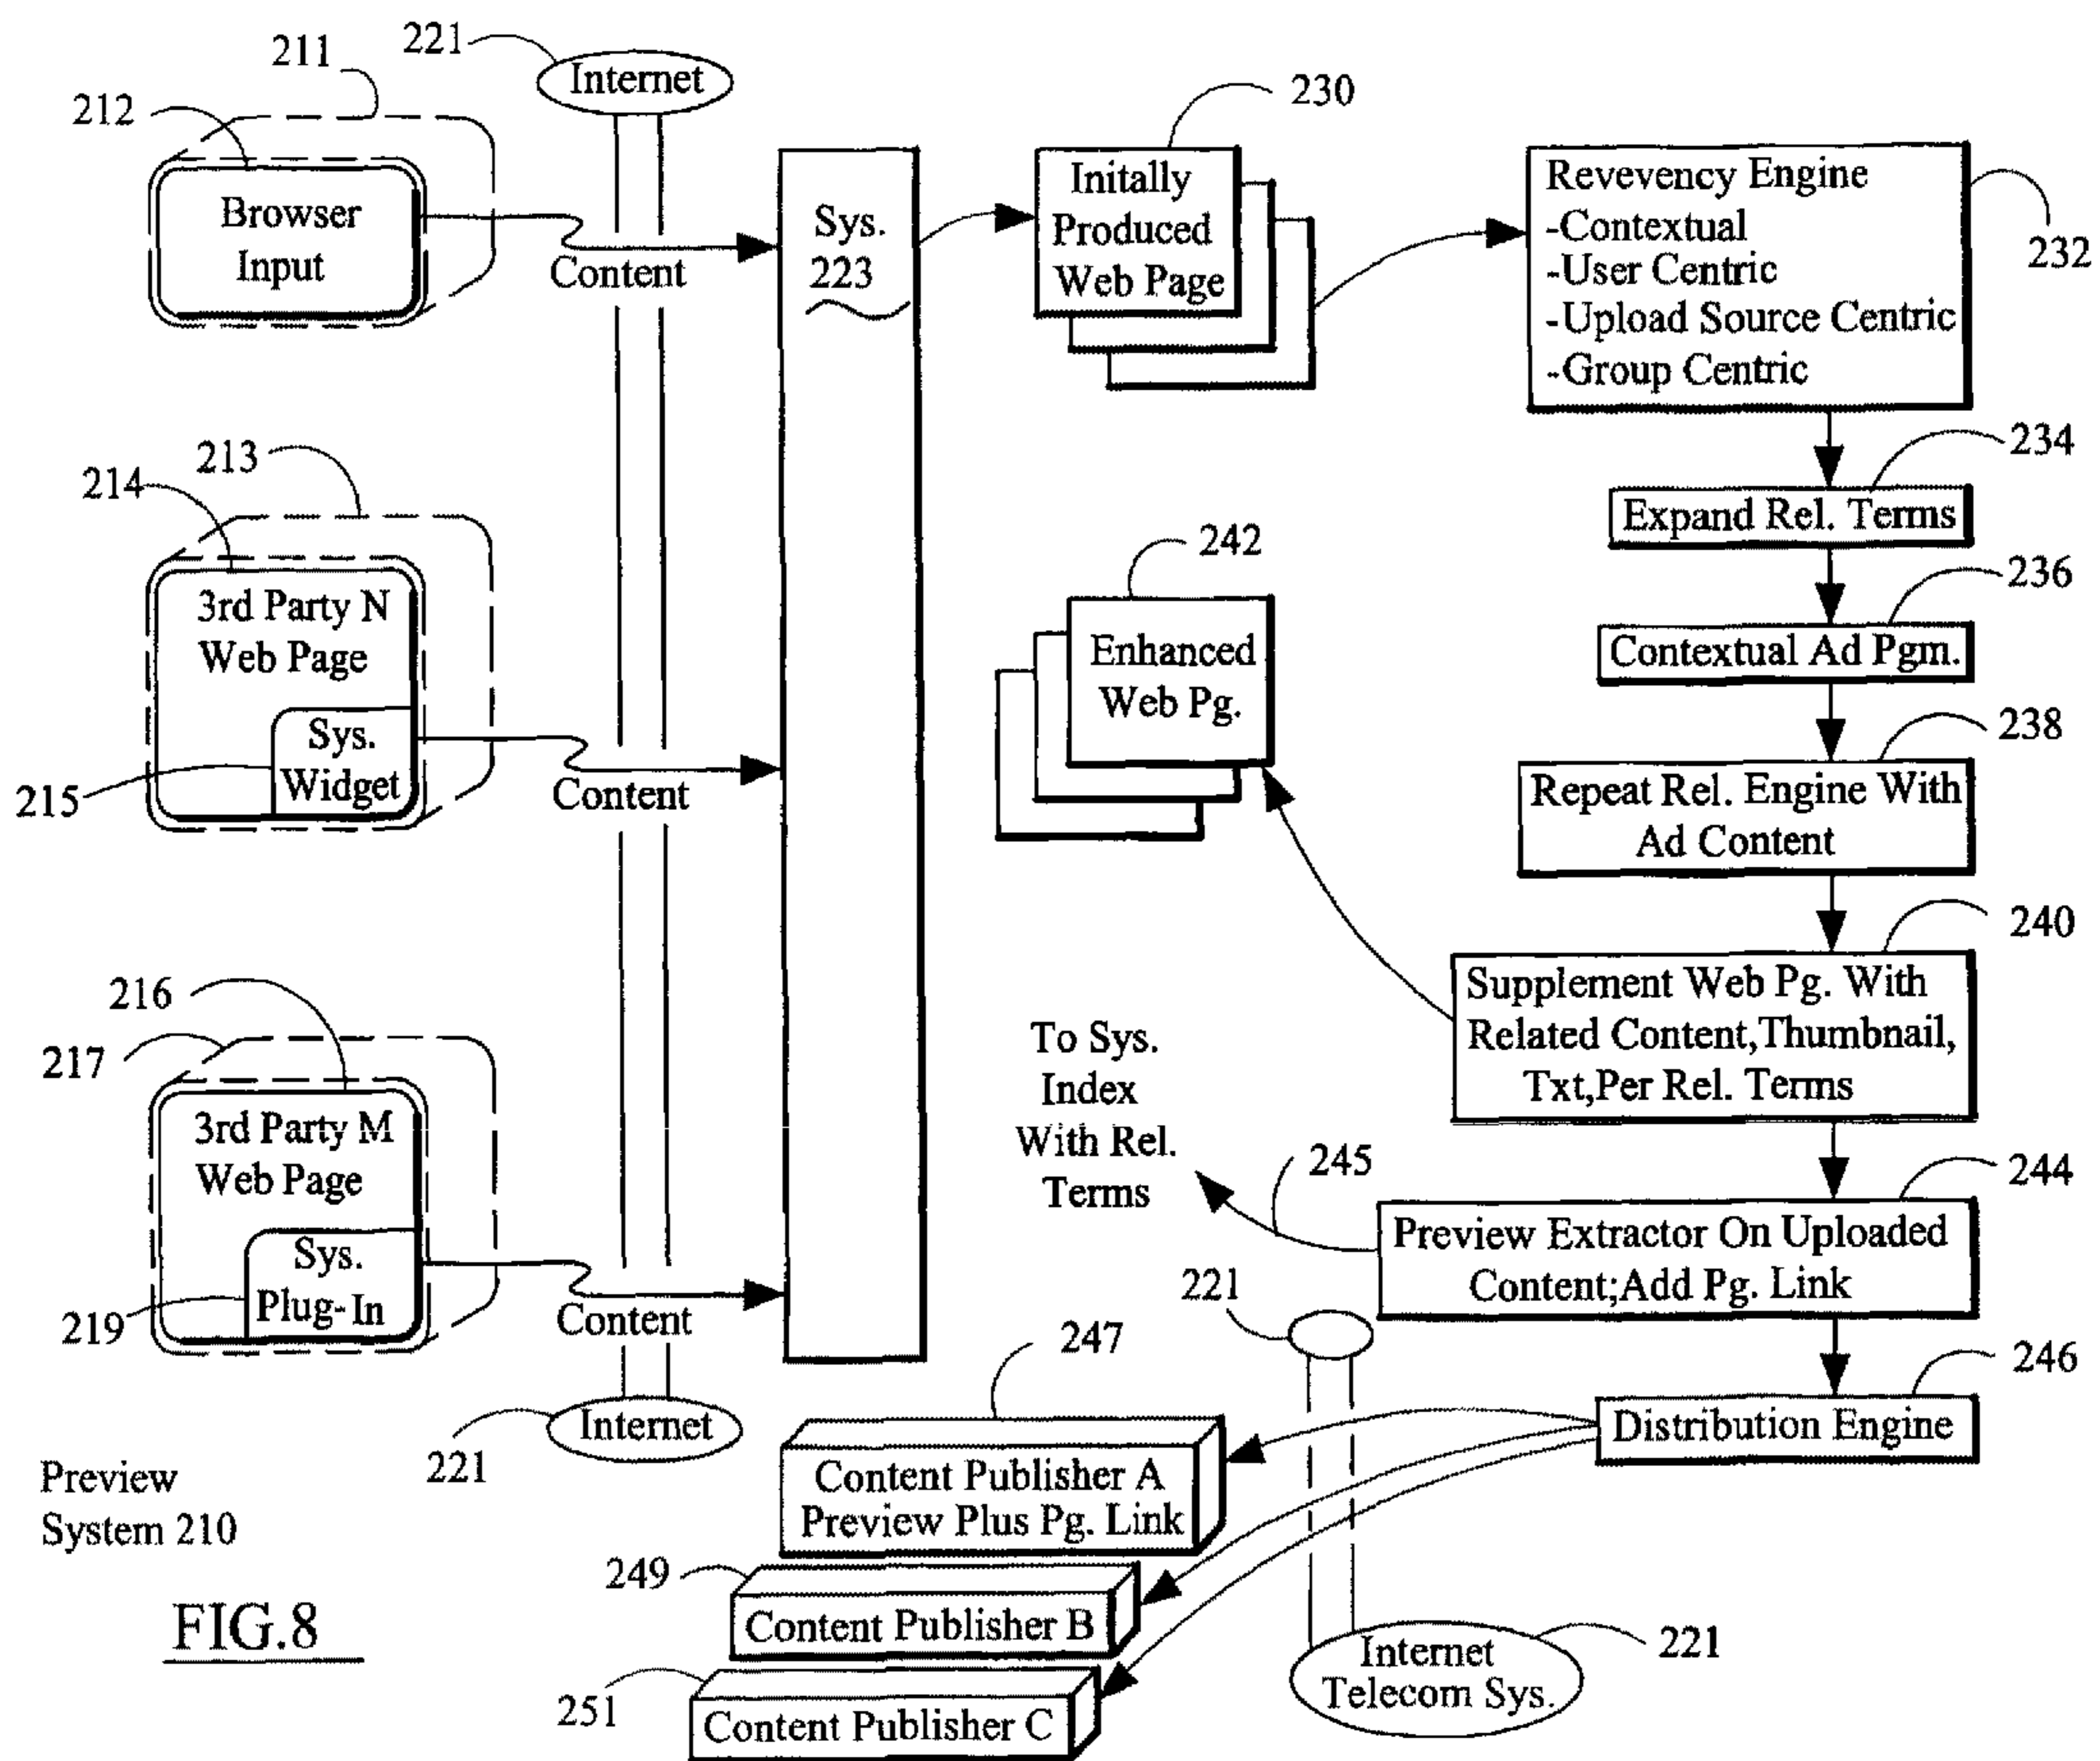 211
221
Internet
212
Browser
Input
Content
Sys.
223
230
Initally
Produced
Web Page
Revevency Engine
-Contextual
-User Centric
-Upload Source Centric
-Group Centric
232
234
Expand Rel. Terms
236
Contextual Ad Pgm.
238
Repeat Rel. Engine With
Ad Content
240
Supplement Web Pg. With
Related Content,Thumbnail,
Txt,Per Rel. Terms
242
Enhanced
Web Pg.
213
214
3rd Party N
Web Page
Sys.
Widget
215
Content
216
217
3rd Party M
Web Page
Sys.
Plug-In
219
Content
221
Internet
To Sys.
Index
With Rel.
Terms
245
244
Preview Extractor On Uploaded
Content;Add Pg. Link
246
Distribution Engine
221
247
Content Publisher A
Preview Plus Pg. Link
249
Content Publisher B
251
Content Publisher C
Internet
Telecom Sys.
221
Preview
System 210
FIG.8